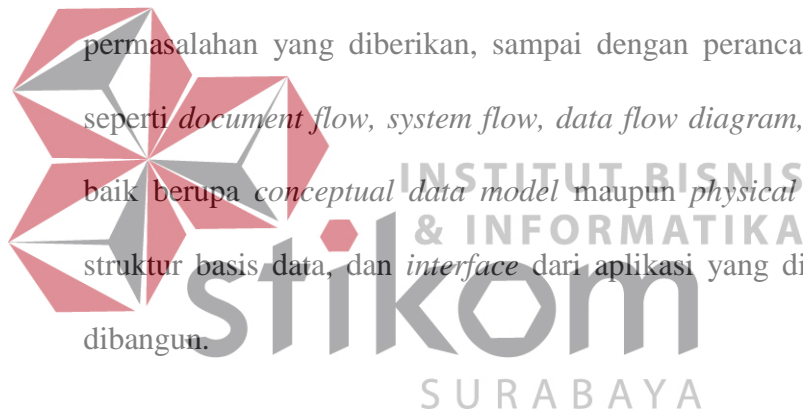 permasalahan yang diberikan, sampai dengan peranca
seperti document flow, system flow, data flow diagram,
INSTITUT BISNIS
baik berupa conceptual data model maupun physical
& INFORMATIKA
struktur basis data, dan interface dari aplikasi yang di
stikom
dibangun.
SURABAYA